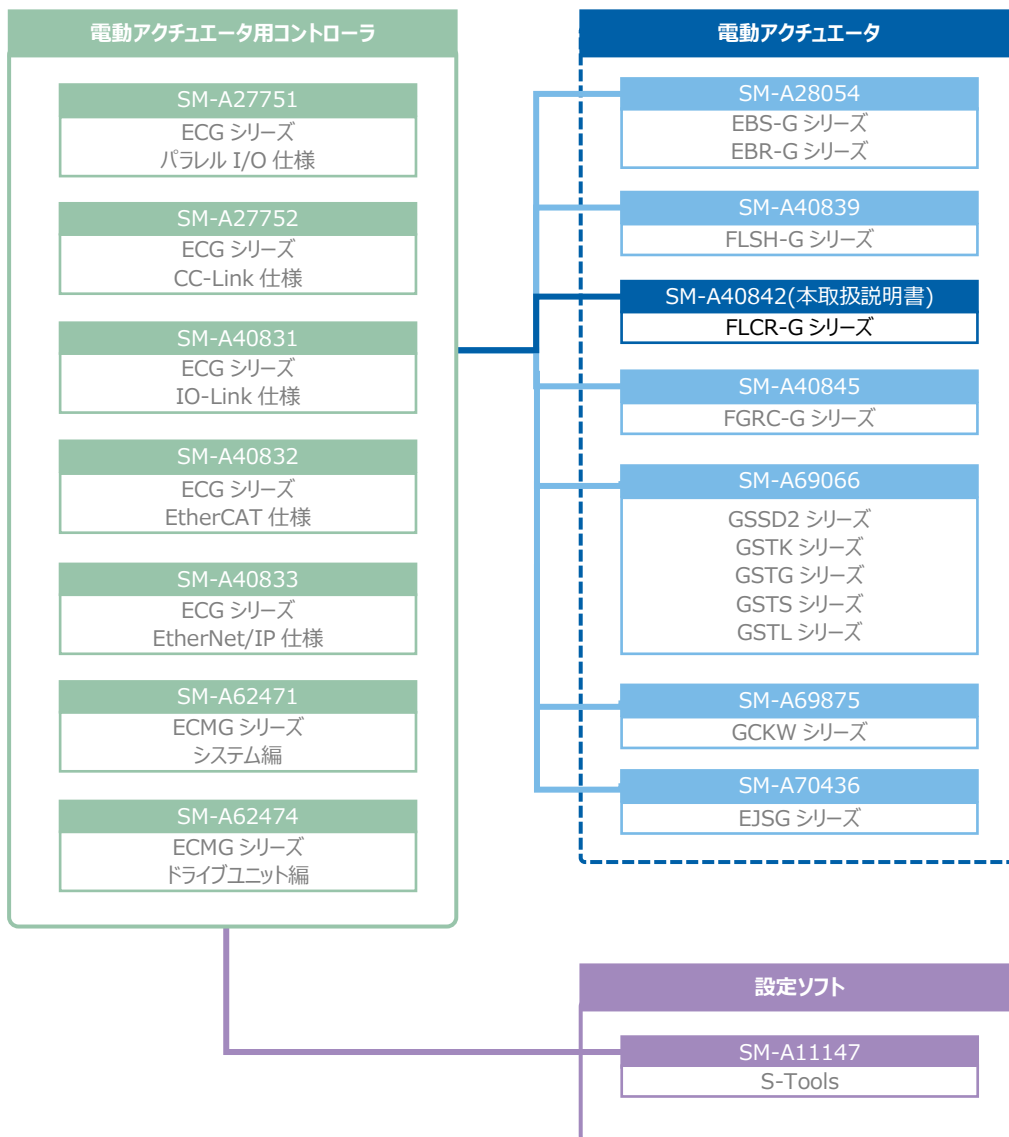 電動アクチュエータ用コントローラ
SM-A27751
ECG シリーズ
パラレル I/O 仕様
SM-A27752
ECG シリーズ
CC-Link 仕様
SM-A40831
ECG シリーズ
IO-Link 仕様
SM-A40832
ECG シリーズ
EtherCAT 仕様
SM-A40833
ECG シリーズ
EtherNet/IP 仕様
SM-A62471
ECMG シリーズ
システム編
SM-A62474
ECMG シリーズ
ドライブユニット編
電動アクチュエータ
SM-A28054
EBS-G シリーズ
EBR-G シリーズ
SM-A40839
FLSH-G シリーズ
SM-A40842(本取扱説明書)
FLCR-G シリーズ
SM-A40845
FGRC-G シリーズ
SM-A69066
GSSD2 シリーズ
GSTK シリーズ
GSTG シリーズ
GSTS シリーズ
GSTL シリーズ
SM-A69875
GCKW シリーズ
SM-A70436
EJSG シリーズ
設定ソフト
SM-A11147
S-Tools